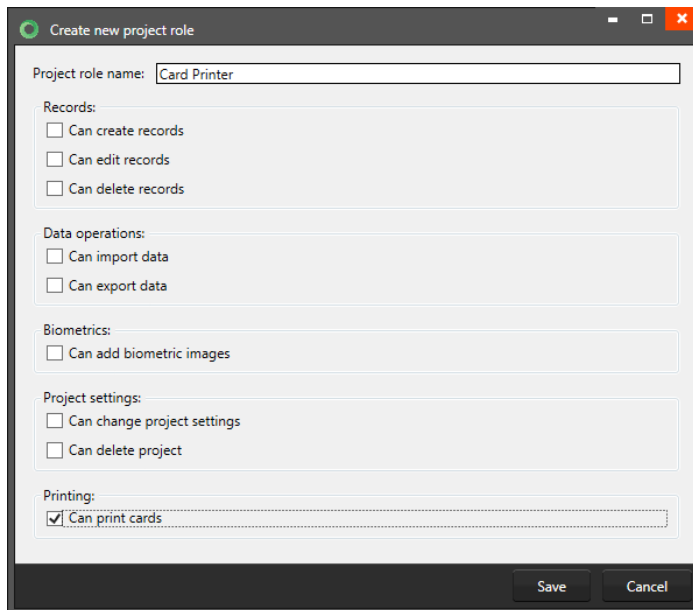 Create new project role
Project role name: Card Printer
Records:
Can create records
Can edit records
Can delete records
Data operations:
Can import data
Can export data
Biometrics:
Can add biometric images
Project settings:
Can change project settings
Can delete project
Printing:
Can print cards
Save Cancel